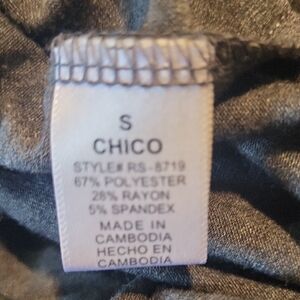 S
CHICO
STYLE# RS-8719
67% POLYESTER
28% RAYON
5% SPANDEX
MADE IN
CAMBODIA
HECHO EN
CAMBODIA